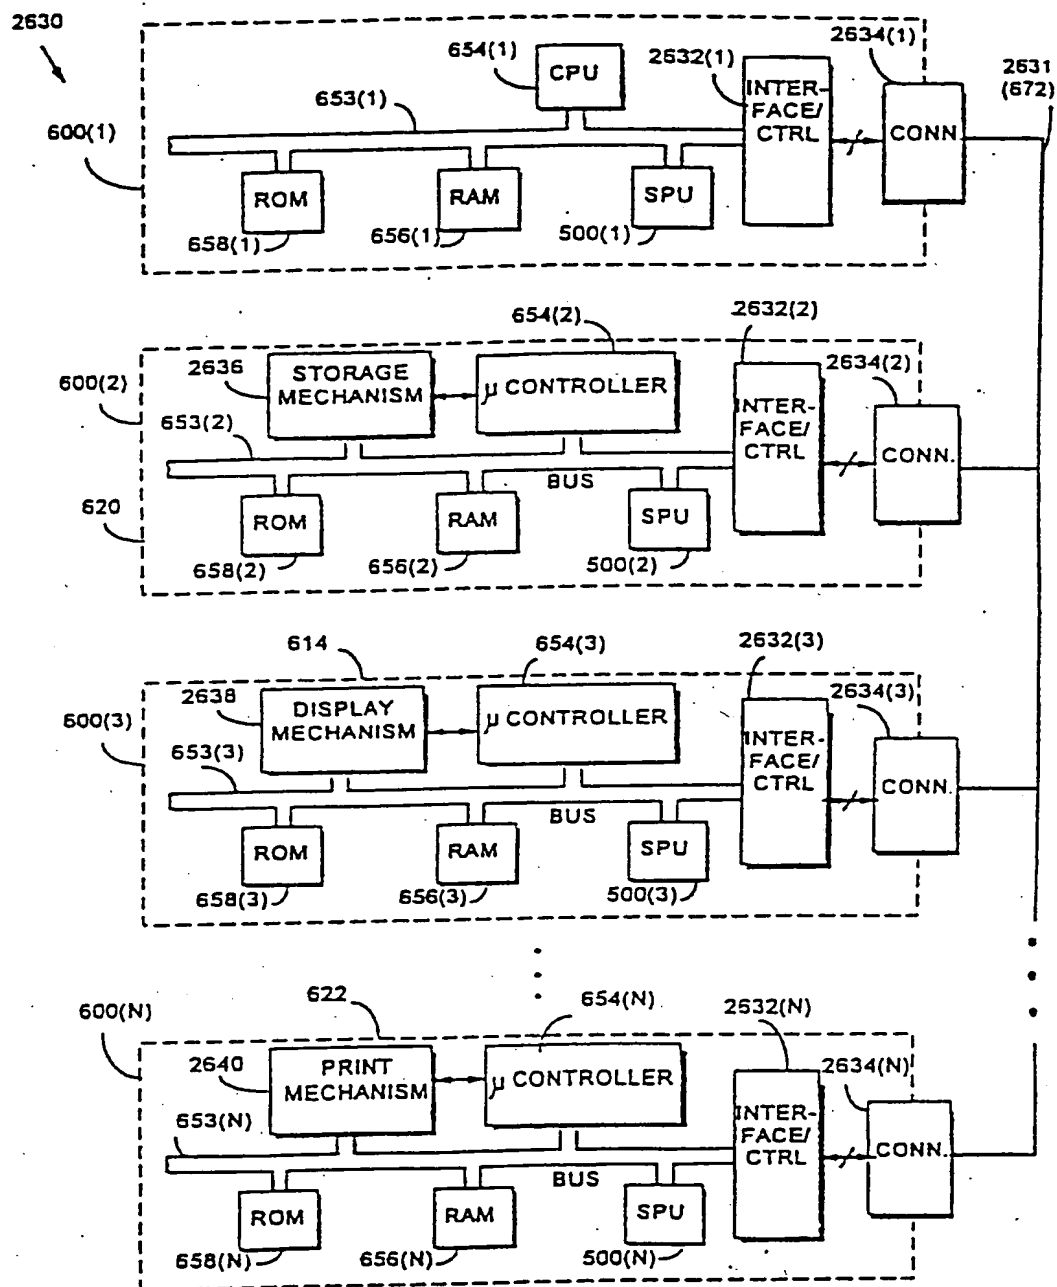 2630
654(1)
2632(1)
2634(1)
2631
(672)
CPU
INTER-
FACE/
CTRL
CONN
653(1)
600(1)
ROM
RAM
SPU
658(1)
656(1)
500(1)
654(2)
2632(2)
2636
STORAGE
MECHANISM
μ CONTROLLER
2634(2)
600(2)
INTER-
FACE/
CTRL
653(2)
CONN.
BUS
620
ROM
RAM
SPU
658(2)
656(2)
500(2)
614
654(3)
2632(3)
2638
DISPLAY
MECHANISM
μ CONTROLLER
2634(3)
600(3)
INTER-
FACE/
CTRL
653(3)
CONN.
BUS
ROM
RAM
SPU
658(3)
656(3)
500(3)
600(N)
622
654(N)
2632(N)
2640
PRINT
MECHANISM
μ CONTROLLER
2634(N)
INTER-
FACE/
CTRL
653(N)
CONN.
BUS
ROM
RAM
SPU
658(N)
656(N)
500(N)